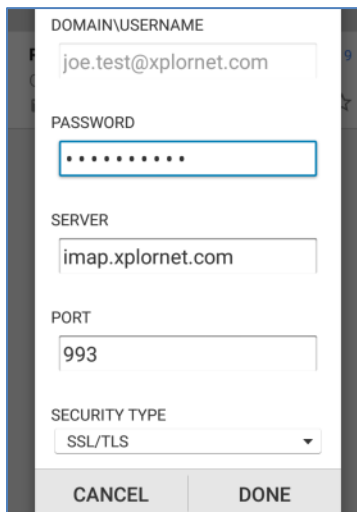 DOMAIN\USERNAME
joe.test@xplornet.com
9
PASSWORD
••••••••••
SERVER
imap.xplornet.com
PORT
993
SECURITY TYPE
SSL/TLS
CANCEL DONE